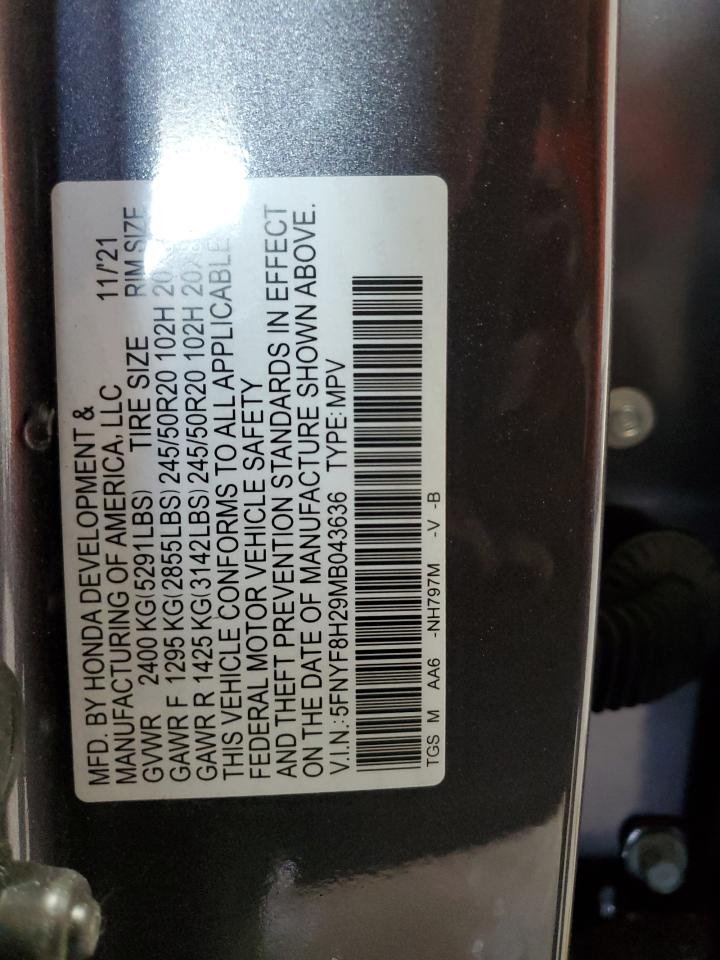 MFD. BY HONDA DEVELOPMENT &
MANUFACTURING OF AMERICA, LLC 11/'21
GVWR 2400 KG(5291LBS) TIRE SIZE RIM SIZE
GAWR F 1295 KG(2855LBS) 245/50R20 102H
GAWR R 1425 KG(3142LBS) 245/50R20 102H
THIS VEHICLE CONFORMS TO ALL APPLICABLE
FEDERAL MOTOR VEHICLE SAFETY
AND THEFT PREVENTION STANDARDS IN EFFECT
ON THE DATE OF MANUFACTURE SHOWN ABOVE.
V.I.N.: 5FNYF8H29MB043636 TYPE: MPV
TGS M AA6 -NH797M -V -B